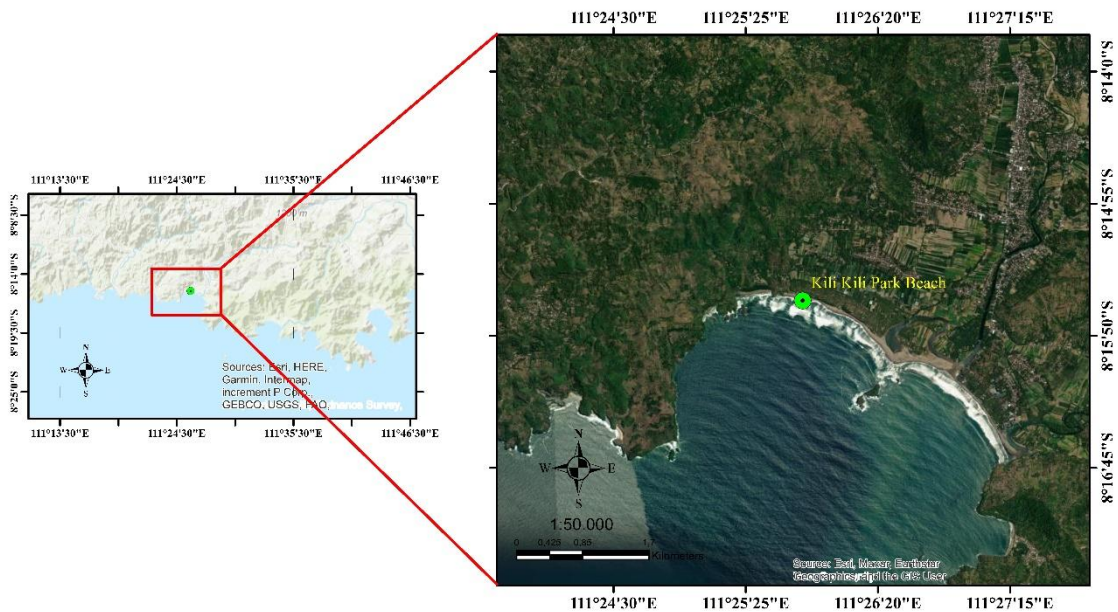 111°13'30"E 111°24'30"E 111°35'30"E 111°46'30"E
8°8'30"S
8°14'0"S
8°19'30"S
8°25'0"S
N
W E
S
Sources: Esri, HERE,
Garmin, Intermap,
increment P Corp.,
GEBCO, USGS, FAO,
111°13'30"E 111°24'30"E 111°35'30"E 111°46'30"E
111°24'30"E 111°25'25"E 111°26'20"E 111°27'15"E
8°14'0"S
8°14'55"S
8°15'50"S
8°16'45"S
Kili Kili Park Beach
N
W E
S
1:50.000
0 0,425 0,85 1,7
Kilometers
Source: Esri, Maxar, Earthstar
Geographics, and the GIS User
111°24'30"E 111°25'25"E 111°26'20"E 111°27'15"E